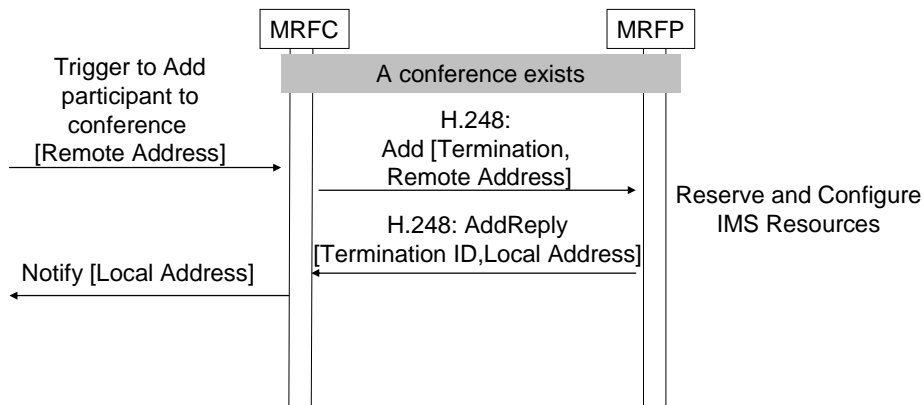 MRFC
MRFP
A conference exists
Trigger to Add
participant to
conference
[Remote Address]
H.248:
Add [Termination,
Remote Address]
Reserve and Configure
IMS Resources
H.248: AddReply
[Termination ID,Local Address]
Notify [Local Address]